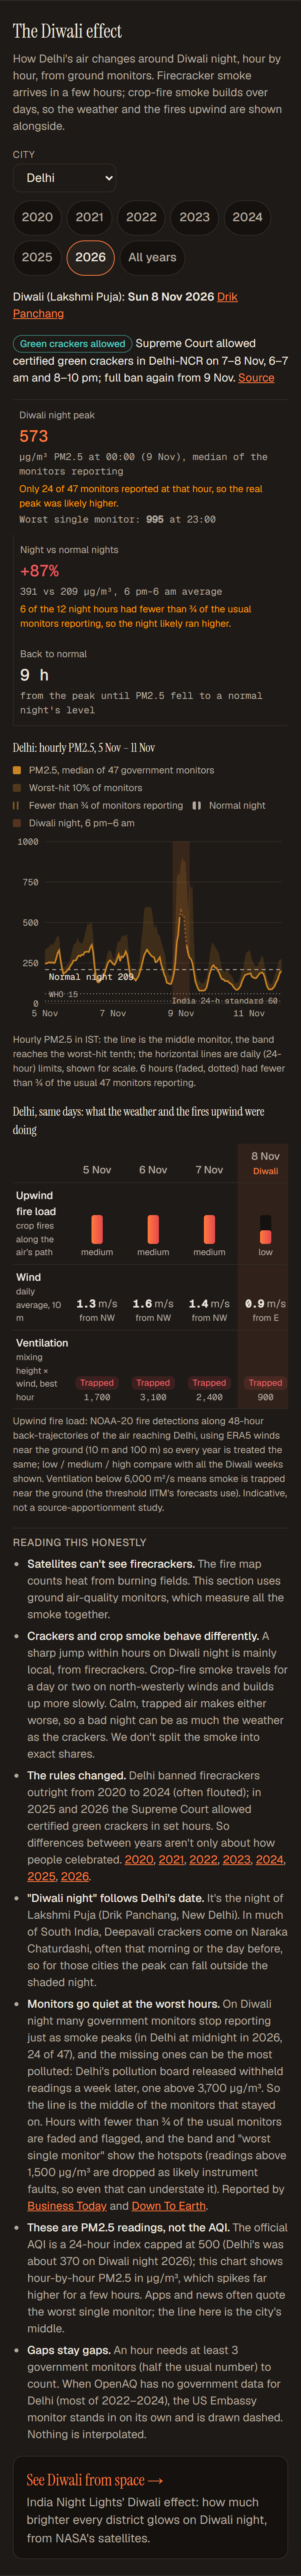 The Diwali effect
How Delhi's air changes around Diwali night, hour by
hour, from ground monitors. Firecracker smoke
arrives in a few hours; crop-fire smoke builds over
days, so the weather and the fires upwind are shown
alongside.
CITY
Delhi
2020 2021 2022 2023 2024
2025 2026 All years
Diwali (Lakshmi Puja): Sun 8 Nov 2026 Drik
Panchang
Green crackers allowed Supreme Court allowed
certified green crackers in Delhi-NCR on 7–8 Nov, 6–7
am and 8–10 pm; full ban again from 9 Nov. Source
Diwali night peak
573
µg/m³ PM2.5 at 00:00 (9 Nov), median of the
monitors reporting
Only 24 of 47 monitors reported at that hour, so the real
peak was likely higher.
Worst single monitor: 995 at 23:00
Night vs normal nights
+87%
391 vs 209 µg/m³, 6 pm–6 am average
6 of the 12 night hours had fewer than ¾ of the usual
monitors reporting, so the night likely ran higher.
Back to normal
9 h
from the peak until PM2.5 fell to a normal
night's level
Delhi: hourly PM2.5, 5 Nov – 11 Nov
PM2.5, median of 47 government monitors
Worst-hit 10% of monitors
Fewer than ¾ of monitors reporting Normal night
Diwali night, 6 pm–6 am
1000
750
500
250
Normal night 209
WHO 15
India 24-h standard 60
0
5 Nov 7 Nov 9 Nov 11 Nov
Hourly PM2.5 in IST: the line is the middle monitor, the band
reaches the worst-hit tenth; the horizontal lines are daily (24-
hour) limits, shown for scale. 6 hours (faded, dotted) had fewer
than ¾ of the usual 47 monitors reporting.
Delhi, same days: what the weather and the fires upwind were
doing
5 Nov 6 Nov 7 Nov 8 Nov
Diwali
Upwind
fire load
crop fires
along the
air's path
medium medium medium low
Wind
daily
average, 10
m
1.3 m/s 1.6 m/s 1.4 m/s 0.9 m/s
from NW from NW from NW from E
Ventilation
mixing
height ×
wind, best
hour
Trapped Trapped Trapped Trapped
1,700 3,100 2,400 900
Upwind fire load: NOAA-20 fire detections along 48-hour
back-trajectories of the air reaching Delhi, using ERA5 winds
near the ground (10 m and 100 m) so every year is treated the
same; low / medium / high compare with all the Diwali weeks
shown. Ventilation below 6,000 m²/s means smoke is trapped
near the ground (the threshold IITM's forecasts use). Indicative,
not a source-apportionment study.
READING THIS HONESTLY
• Satellites can't see firecrackers. The fire map
counts heat from burning fields. This section uses
ground air-quality monitors, which measure all the
smoke together.
• Crackers and crop smoke behave differently. A
sharp jump within hours on Diwali night is mainly
local, from firecrackers. Crop-fire smoke travels for
a day or two on north-westerly winds and builds
up more slowly. Calm, trapped air makes either
worse, so a bad night can be as much the weather
as the crackers. We don't split the smoke into
exact shares.
• The rules changed. Delhi banned firecrackers
outright from 2020 to 2024 (often flouted); in
2025 and 2026 the Supreme Court allowed
certified green crackers in set hours. So
differences between years aren't only about how
people celebrated. 2020, 2021, 2022, 2023, 2024,
2025, 2026.
• "Diwali night" follows Delhi's date. It's the night of
Lakshmi Puja (Drik Panchang, New Delhi). In much
of South India, Deepavali crackers come on Naraka
Chaturdashi, often that morning or the day before,
so for those cities the peak can fall outside the
shaded night.
• Monitors go quiet at the worst hours. On Diwali
night many government monitors stop reporting
just as smoke peaks (in Delhi at midnight in 2026,
24 of 47), and the missing ones can be the most
polluted: Delhi's pollution board released withheld
readings a week later, one above 3,700 µg/m³. So
the line is the middle of the monitors that stayed
on. Hours with fewer than ¾ of the usual monitors
are faded and flagged, and the band and "worst
single monitor" show the hotspots (readings above
1,500 µg/m³ are dropped as likely instrument
faults, so even that can understate it). Reported by
Business Today and Down To Earth.
• These are PM2.5 readings, not the AQI. The official
AQI is a 24-hour index capped at 500 (Delhi's was
about 370 on Diwali night 2026); this chart shows
hour-by-hour PM2.5 in µg/m³, which spikes far
higher for a few hours. Apps and news often quote
the worst single monitor; the line here is the city's
middle.
• Gaps stay gaps. An hour needs at least 3
government monitors (half the usual number) to
count. When OpenAQ has no government data for
Delhi (most of 2022–2024), the US Embassy
monitor stands in on its own and is drawn dashed.
Nothing is interpolated.
See Diwali from space →
India Night Lights' Diwali effect: how much
brighter every district glows on Diwali night,
from NASA's satellites.